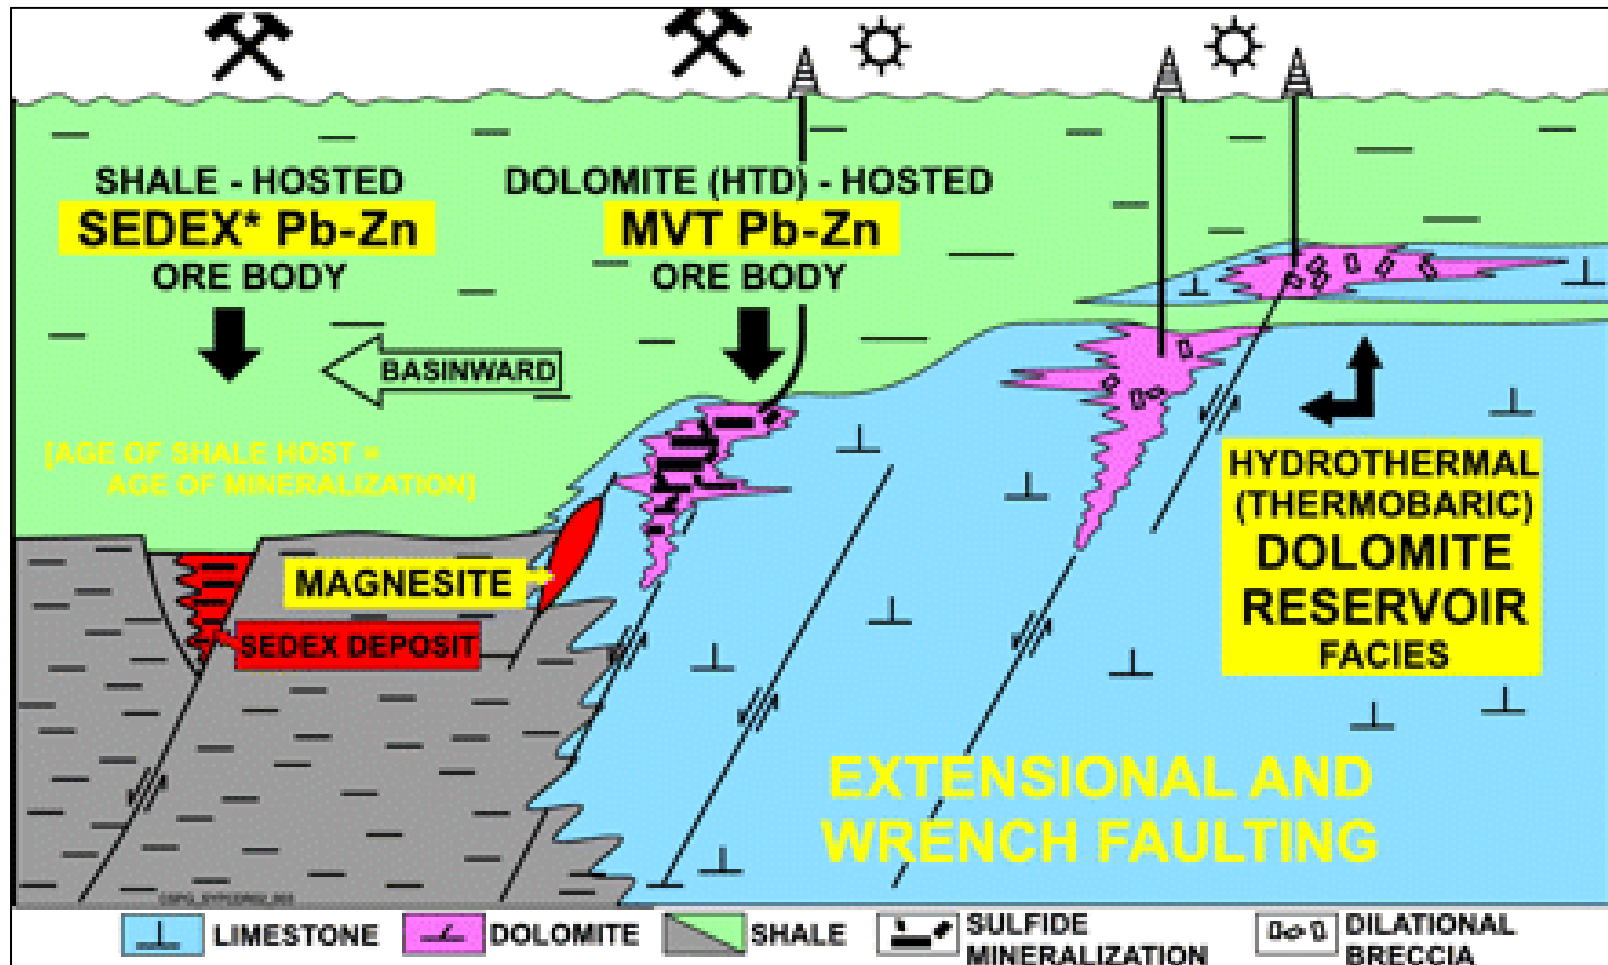 SHALE - HOSTED
SEDEX* Pb-Zn
ORE BODY
DOLOMITE (HTD) - HOSTED
MVT Pb-Zn
ORE BODY
BASINWARD
[AGE OF SHALE HOST =
AGE OF MINERALIZATION]
MAGNESITE
SEDEX DEPOSIT
HYDROTHERMAL
(THERMOBARIC)
DOLOMITE
RESERVOIR
FACIES
EXTENSIONAL AND
WRENCH FAULTING
LIMESTONE
DOLOMITE
SHALE
SULFIDE
MINERALIZATION
DILATIONAL
BRECCIA